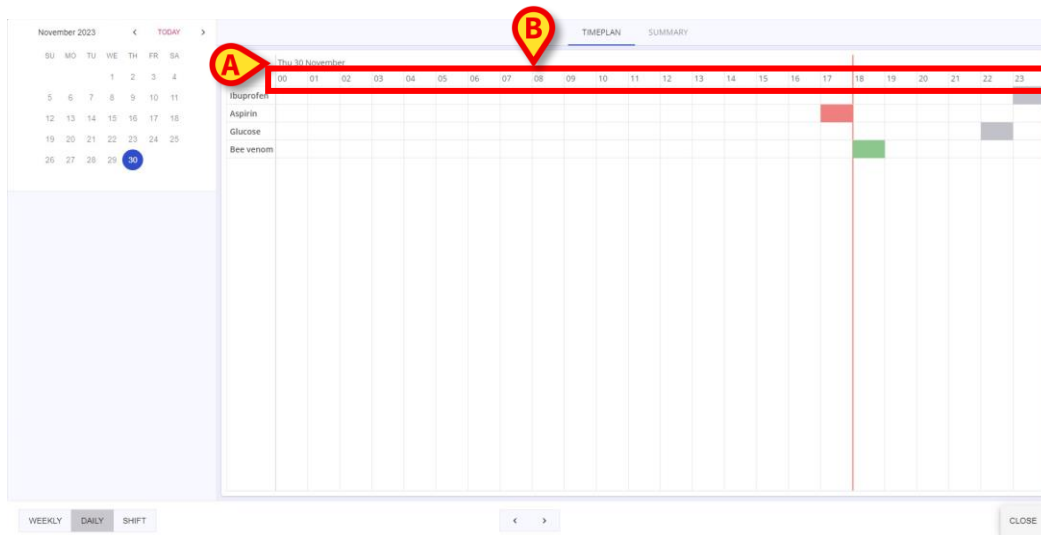 November 2023 < TODAY >
SU MO TU WE TH FR SA
1 2 3 4
5 6 7 8 9 10 11
12 13 14 15 16 17 18
19 20 21 22 23 24 25
26 27 28 29 30
A
B
TIMEPLAN SUMMARY
Thu 30 November
00 01 02 03 04 05 06 07 08 09 10 11 12 13 14 15 16 17 18 19 20 21 22 23
Ibuprofen
Aspirin
Glucose
Bee venom
WEEKLY DAILY SHIFT < > CLOSE